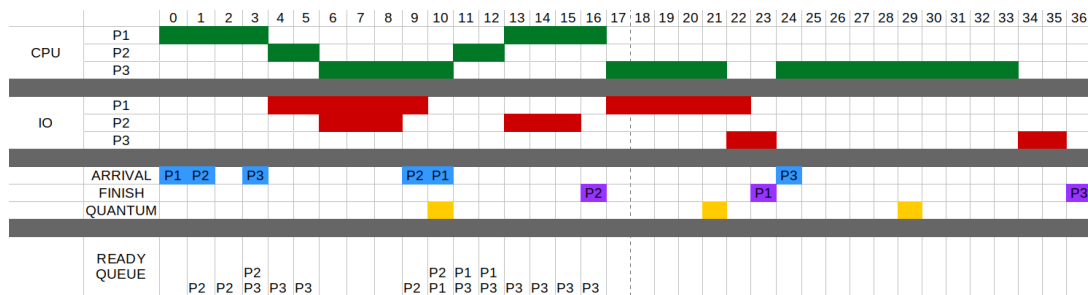 0 1 2 3 4 5 6 7 8 9 10 11 12 13 14 15 16 17 18 19 20 21 22 23 24 25 26 27 28 29 30 31 32 33 34 35 36
P1
CPU P2
P3
P1
IO P2
P3
ARRIVAL P1 P2 P3 P2 P1 P3
FINISH P2 P1 P3
QUANTUM
READY
QUEUE P2 P2 P1 P1
P2 P2 P3 P3 P3 P2 P1 P3 P3 P3 P3 P3 P3